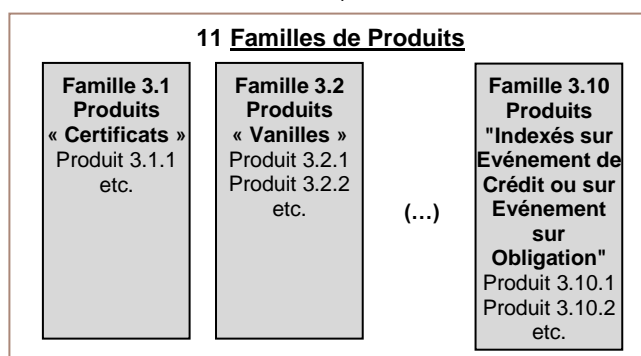 11 Familles de Produits
Famille 3.1
Produits
« Certificats »
Produit 3.1.1
etc.
Famille 3.2
Produits
« Vanilles »
Produit 3.2.1
Produit 3.2.2
etc.
(...)
Famille 3.10
Produits
"Indexés sur
Evénement de
Crédit ou sur
Evénement
sur
Obligation"
Produit 3.10.1
Produit 3.10.2
etc.